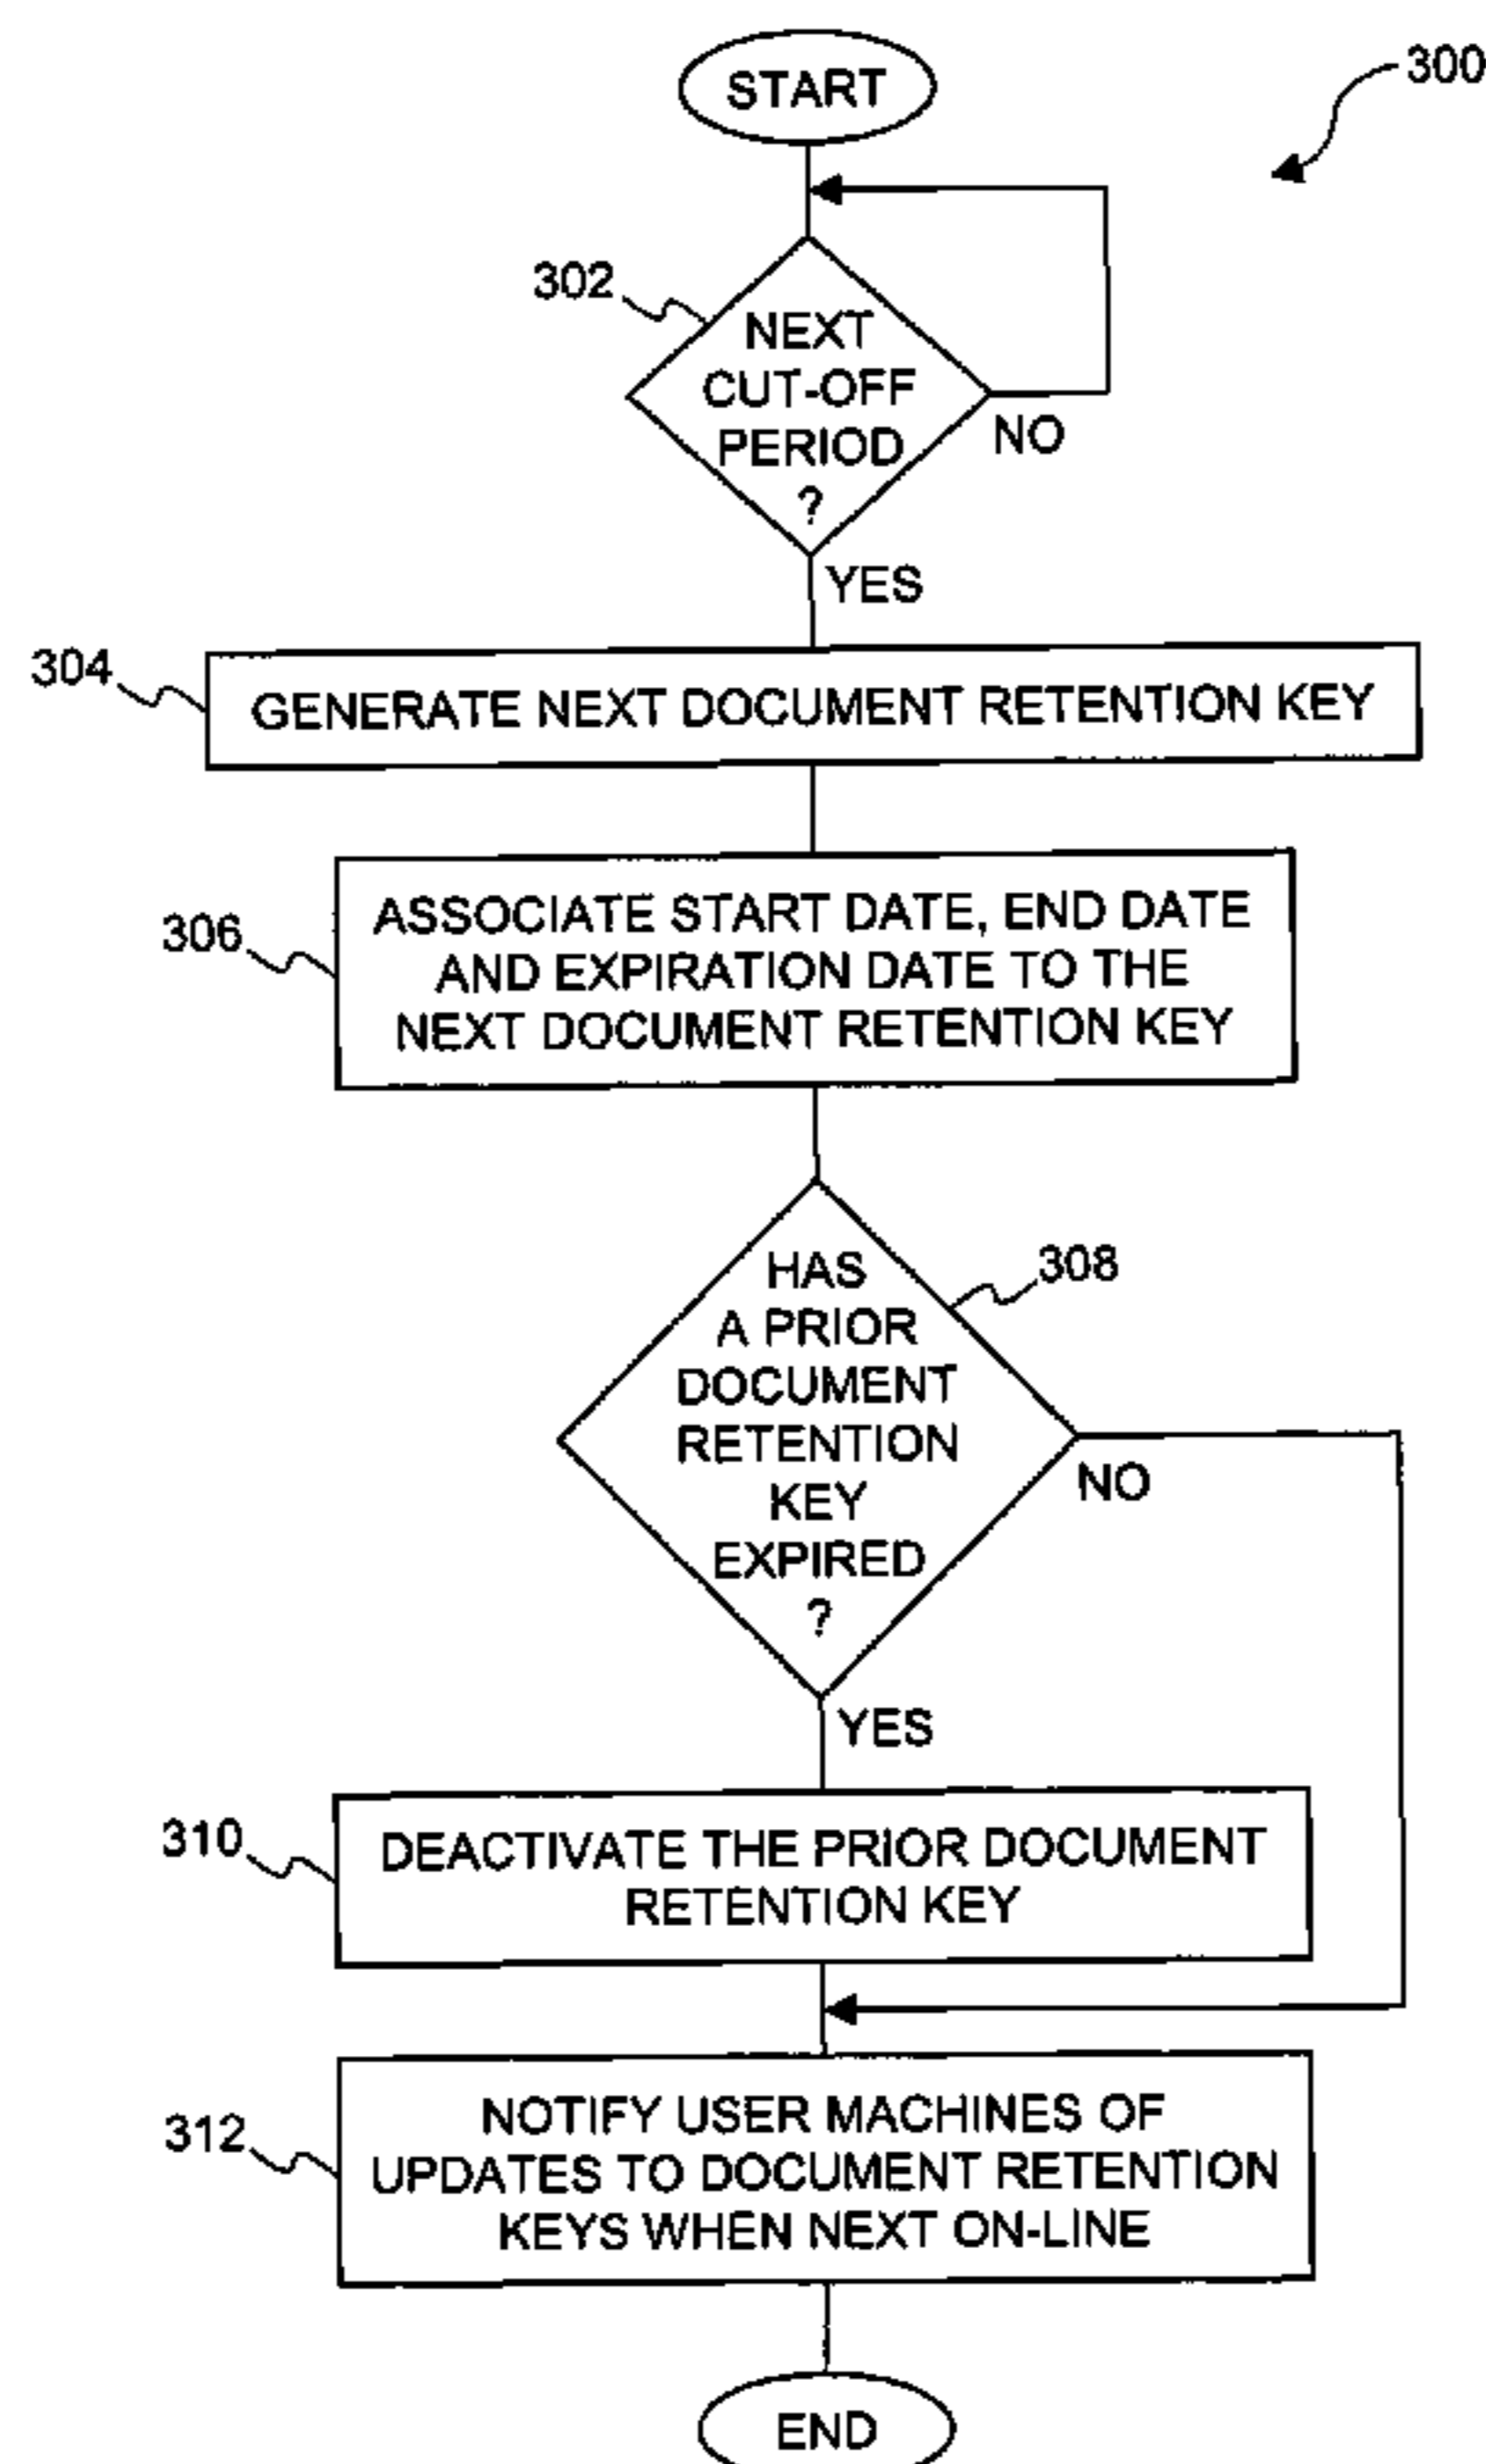 START
300
302
NEXT
CUT-OFF
PERIOD
?
NO
YES
304
GENERATE NEXT DOCUMENT RETENTION KEY
306
ASSOCIATE START DATE, END DATE
AND EXPIRATION DATE TO THE
NEXT DOCUMENT RETENTION KEY
308
HAS
A PRIOR
DOCUMENT
RETENTION
KEY
EXPIRED
?
NO
YES
310
DEACTIVATE THE PRIOR DOCUMENT
RETENTION KEY
312
NOTIFY USER MACHINES OF
UPDATES TO DOCUMENT RETENTION
KEYS WHEN NEXT ON-LINE
END